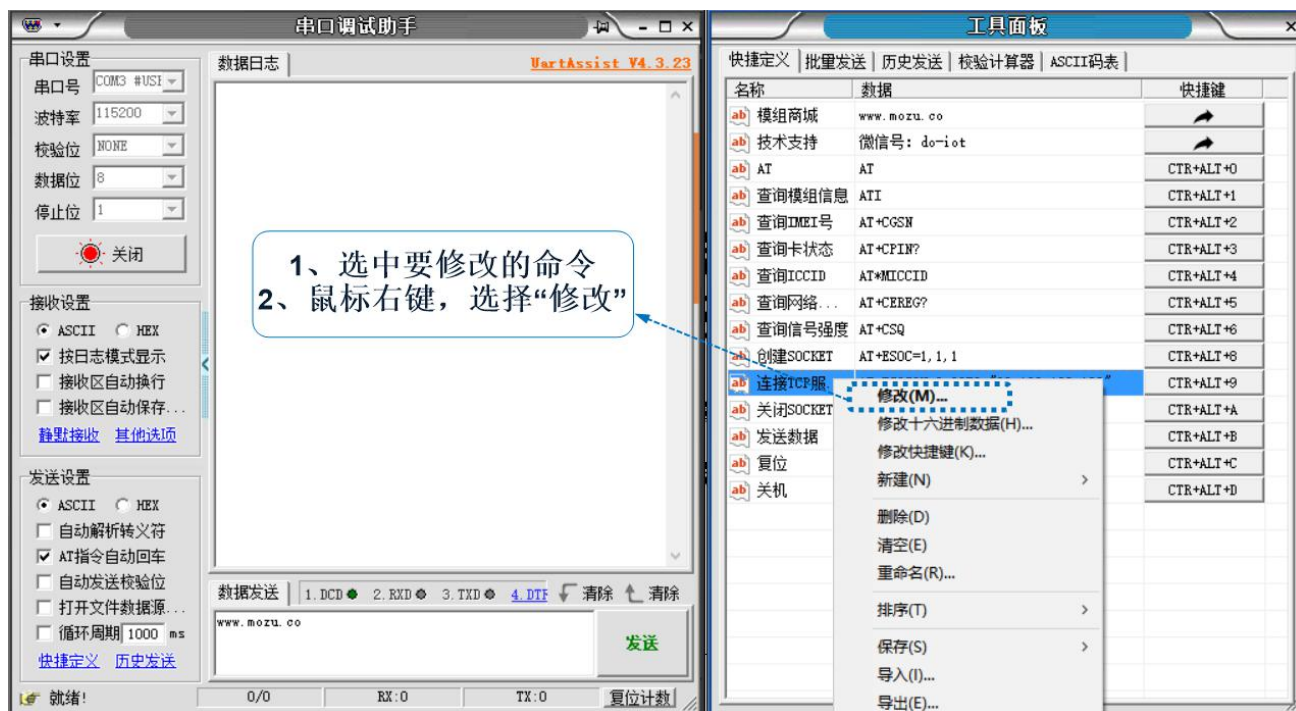 串口调试助手
串口设置
串口号 COM3 #USI
波特率 115200
校验位 NONE
数据位 8
停止位 1
关闭
接收设置
ASCII HEX
按日志模式显示
接收区自动换行
接收区自动保存...
静默接收 其他选项
发送设置
ASCII HEX
自动解析转义符
AT指令自动回车
自动发送校验位
打开文件数据源...
循环周期 1000 ms
快捷定义 历史发送
就绪!
数据日志 UartAssist V4.3.23
1、选中要修改的命令
2、鼠标右键，选择“修改”
数据发送 1.DCD 2.RXD 3.TXD 4.DTF 清除 清除
www.mozu.co
发送
0/0 RX:0 TX:0 复位计数
工具面板
快捷定义 批量发送 历史发送 校验计算器 ASCII码表
名称 数据 快捷键
ab 模组商城 www.mozu.co
ab 技术支持 微信号: do-iot
ab AT AT CTR+ALT+0
ab 查询模组信息 ATI CTR+ALT+1
ab 查询IMEI号 AT+CGSN CTR+ALT+2
ab 查询卡状态 AT+CPIN? CTR+ALT+3
ab 查询ICCID AT*MICCID CTR+ALT+4
ab 查询网络... AT+CEREG? CTR+ALT+5
ab 查询信号强度 AT+CSQ CTR+ALT+6
ab 创建SOCKET AT+ESOC=1,1,1 CTR+ALT+8
ab 连接TCP服 CTR+ALT+9
ab 关闭SOCKET CTR+ALT+A
ab 发送数据 CTR+ALT+B
ab 复位 CTR+ALT+C
ab 关机 CTR+ALT+D
修改(M)...
修改十六进制数据(H)...
修改快捷键(K)...
新建(N)
删除(D)
清空(E)
重命名(R)...
排序(T)
保存(S)
导入(I)...
导出(E)...